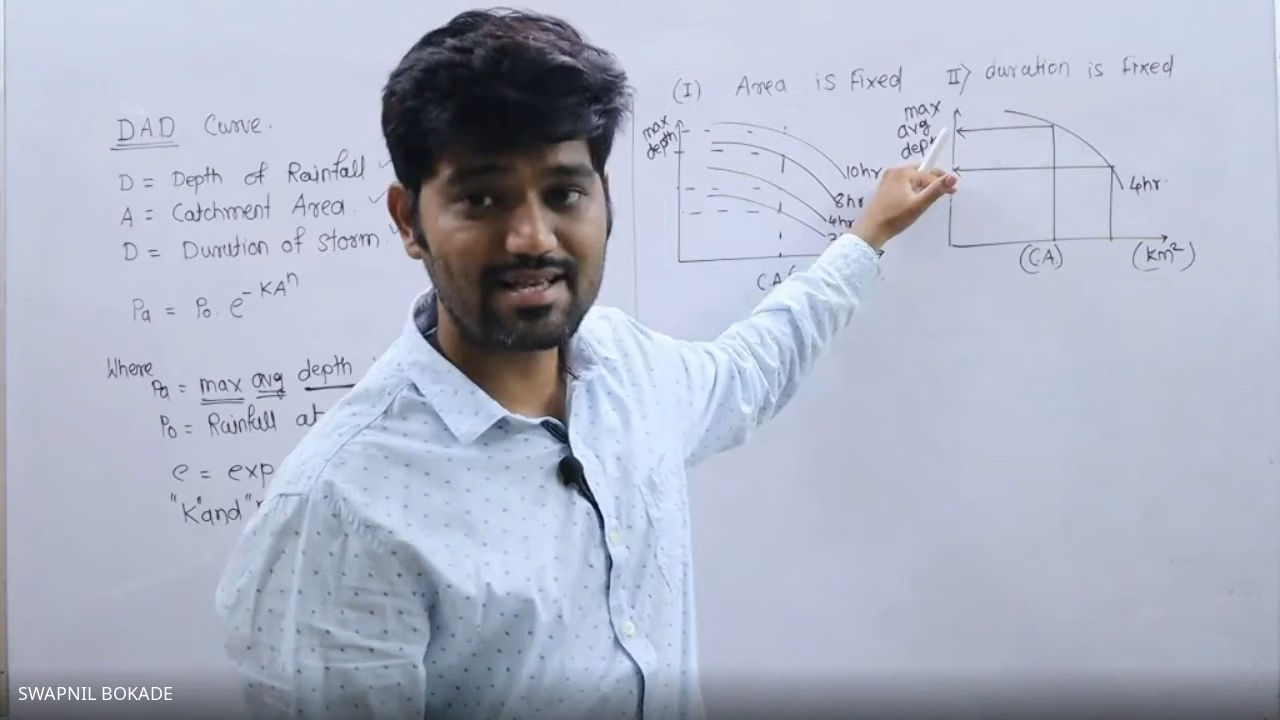 DAD Curve.
D = Depth of Rainfall
A = Catchment Area.
D = Duration of storm.
Pa = Po. e^-KA^n
Where
Pa = max avg depth
Po = Rainfall at
e = exp
"K" and "
(I) Area is Fixed
max
depth
10hr
8hr
4hr
C.A.
II) duration is fixed
max
avg
4hr
(C.A.)
(km²)
SWAPNIL BOKADE